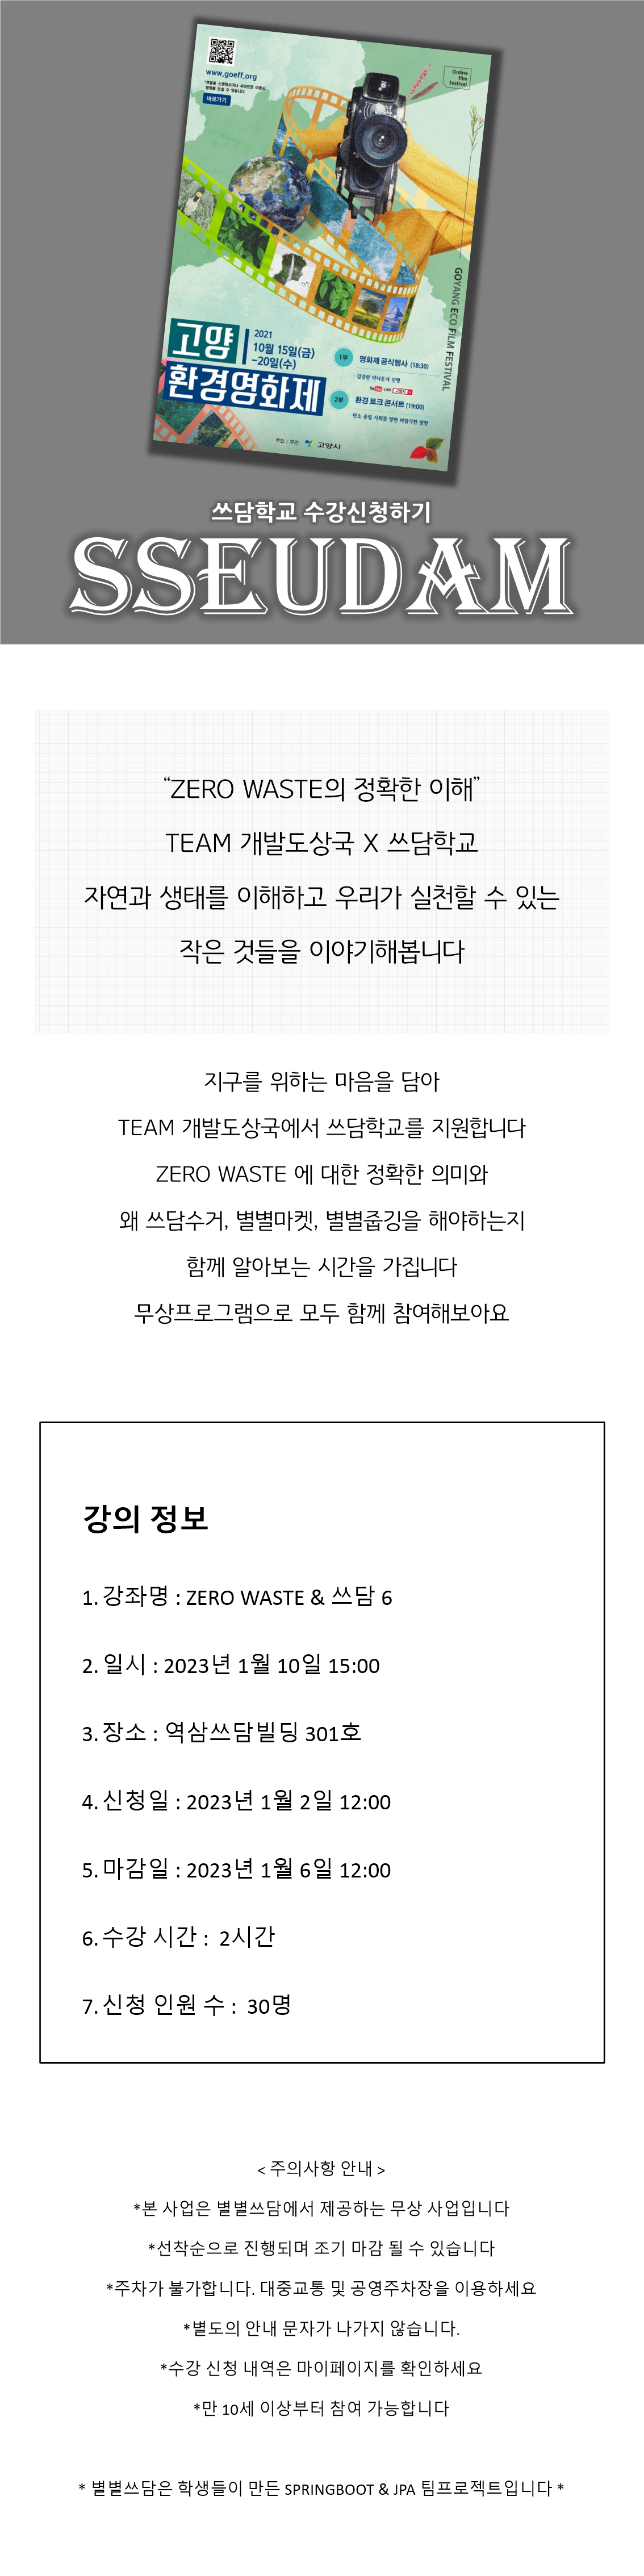 www.goeff.org
바로가기
Online
Film
Festival
GOYANG ECO FILM FESTIVAL
고양
환경영화제
2021
10월 15일(금)
-20일(수)
1부 영화제 공식행사 (18:30)
2부 환경 토크 콘서트 (19:00)
고양시
쓰담학교 수강신청하기
SSEUDAM
“ZERO WASTE의 정확한 이해”
TEAM 개발도상국 X 쓰담학교
자연과 생태를 이해하고 우리가 실천할 수 있는
작은 것들을 이야기해봅니다
지구를 위하는 마음을 담아
TEAM 개발도상국에서 쓰담학교를 지원합니다
ZERO WASTE 에 대한 정확한 의미와
왜 쓰담수거, 별별마켓, 별별줍깅을 해야하는지
함께 알아보는 시간을 가집니다
무상프로그램으로 모두 함께 참여해보아요
강의 정보
1. 강좌명 : ZERO WASTE & 쓰담 6
2. 일시 : 2023년 1월 10일 15:00
3. 장소 : 역삼쓰담빌딩 301호
4. 신청일 : 2023년 1월 2일 12:00
5. 마감일 : 2023년 1월 6일 12:00
6. 수강 시간 : 2시간
7. 신청 인원 수 : 30명
< 주의사항 안내 >
*본 사업은 별별쓰담에서 제공하는 무상 사업입니다
*선착순으로 진행되며 조기 마감 될 수 있습니다
*주차가 불가합니다. 대중교통 및 공영주차장을 이용하세요
*별도의 안내 문자가 나가지 않습니다.
*수강 신청 내역은 마이페이지를 확인하세요
*만 10세 이상부터 참여 가능합니다
* 별별쓰담은 학생들이 만든 SPRINGBOOT & JPA 팀프로젝트입니다 *